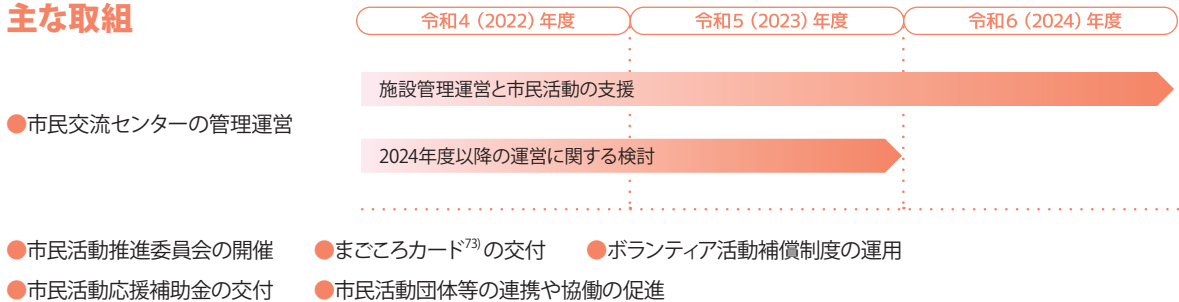 主な取組
令和4（2022）年度
令和5（2023）年度
令和6（2024）年度
施設管理運営と市民活動の支援
●市民交流センターの管理運営
2024年度以降の運営に関する検討
●市民活動推進委員会の開催 ●まごころカード73)の交付 ●ボランティア活動補償制度の運用
●市民活動応援補助金の交付 ●市民活動団体等の連携や協働の促進